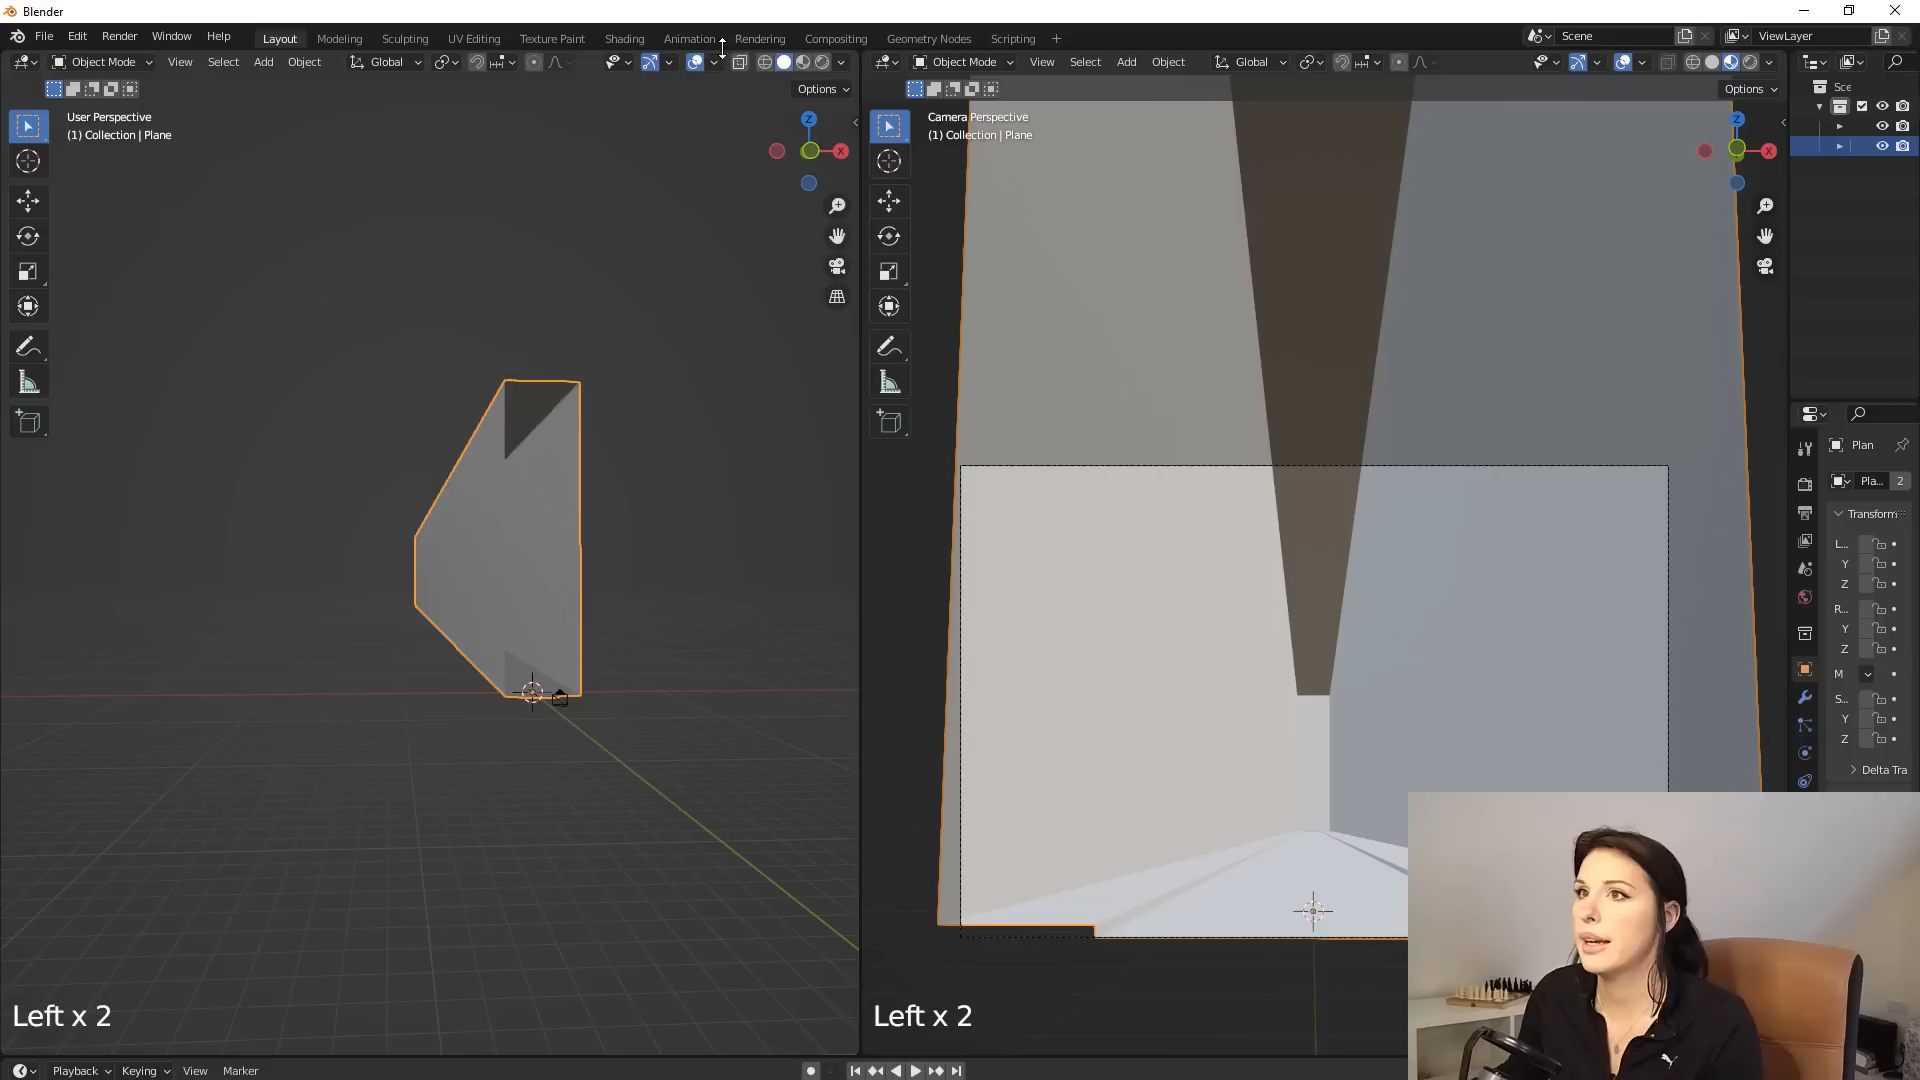 Blender
File Edit Render Window Help
Layout Modeling Sculpting UV Editing Texture Paint Shading Animation Rendering Compositing Geometry Nodes Scripting +
Scene
ViewLayer
Object Mode View Select Add Object Global
Object Mode View Select Add Object Global
Options
Options
User Perspective
(1) Collection | Plane
Camera Perspective
(1) Collection | Plane
Z
X
Z
X
Sce
Plan
Pla... 2
Transform
L...
Y
Z
R...
Y
Z
M
S...
Y
Z
Delta Tra
Left x 2
Left x 2
Playback Keying View Marker